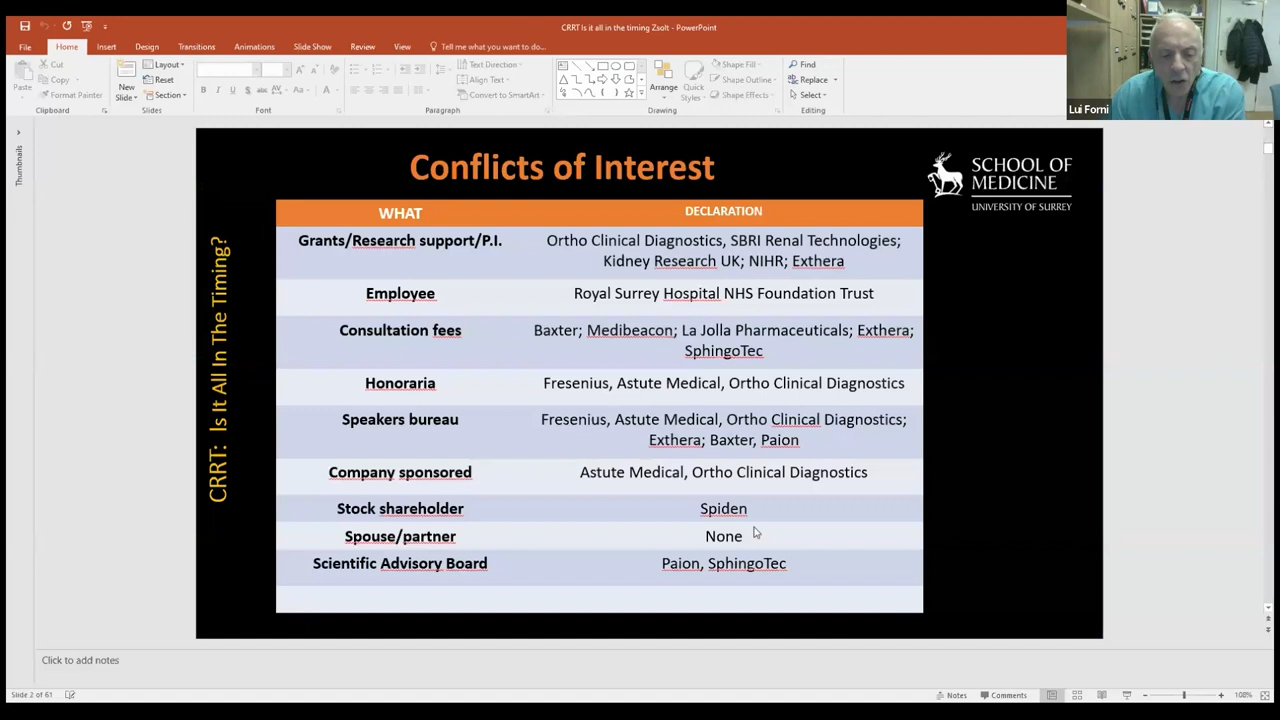 CRRT Is it all in the timing Zsolt - PowerPoint
File Home Insert Design Transitions Animations Slide Show Review View Tell me what you want to do...
Cut
Copy
Format Painter
Paste
Clipboard
New
Slide
Layout
Reset
Section
Slides
Font
Text Direction
Align Text
Convert to SmartArt
Paragraph
Arrange
Quick
Styles
Shape Fill
Shape Outline
Shape Effects
Drawing
Find
Replace
Select
Editing
Lui Forni
Thumbnails
CRRT: Is It All In The Timing?
Conflicts of Interest
SCHOOL OF
MEDICINE
UNIVERSITY OF SURREY
WHAT DECLARATION
Grants/Research support/P.I. Ortho Clinical Diagnostics, SBRI Renal Technologies;
Kidney Research UK; NIHR; Exthera
Employee Royal Surrey Hospital NHS Foundation Trust
Consultation fees Baxter; Medibeacon; La Jolla Pharmaceuticals; Exthera;
SphingoTec
Honoraria Fresenius, Astute Medical, Ortho Clinical Diagnostics
Speakers bureau Fresenius, Astute Medical, Ortho Clinical Diagnostics;
Exthera; Baxter, Paion
Company sponsored Astute Medical, Ortho Clinical Diagnostics
Stock shareholder Spiden
Spouse/partner None
Scientific Advisory Board Paion, SphingoTec
Click to add notes
Slide 2 of 61 Notes Comments 108%